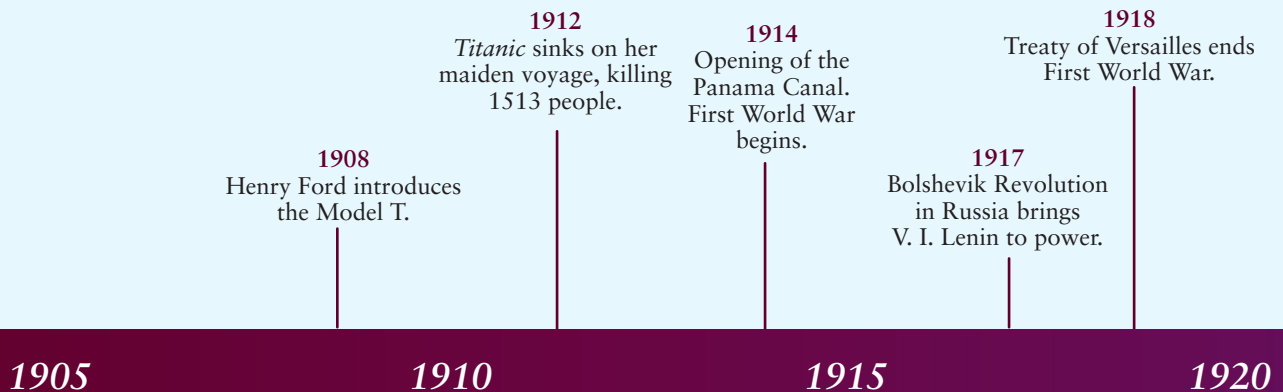 1908
Henry Ford introduces
the Model T.
1912
Titanic sinks on her
maiden voyage, killing
1513 people.
1914
Opening of the
Panama Canal.
First World War
begins.
1917
Bolshevik Revolution
in Russia brings
V. I. Lenin to power.
1918
Treaty of Versailles ends
First World War.
1905
1910
1915
1920